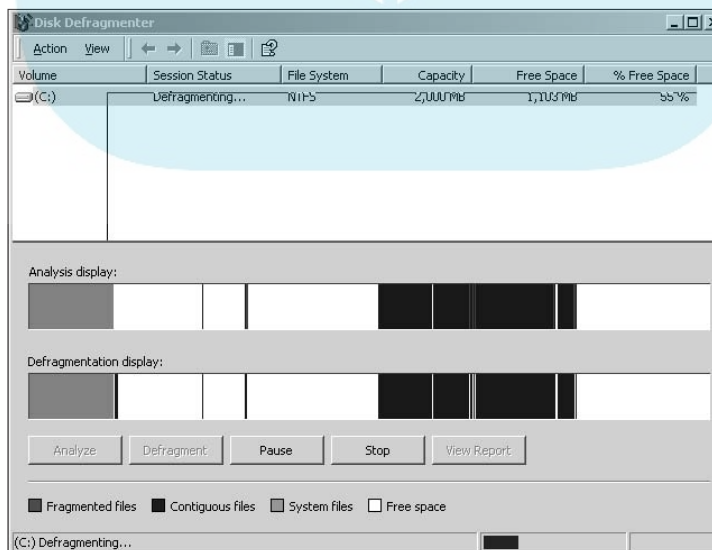 Disk Defragmenter
Action View
Volume Session Status File System Capacity Free Space % Free Space
(C:) Defragmenting... NTFS 2,000 MB 1,103 MB 55 %
Analysis display:
Defragmentation display:
Analyze Defragment Pause Stop View Report
Fragmented files Contiguous files System files Free space
(C:) Defragmenting...